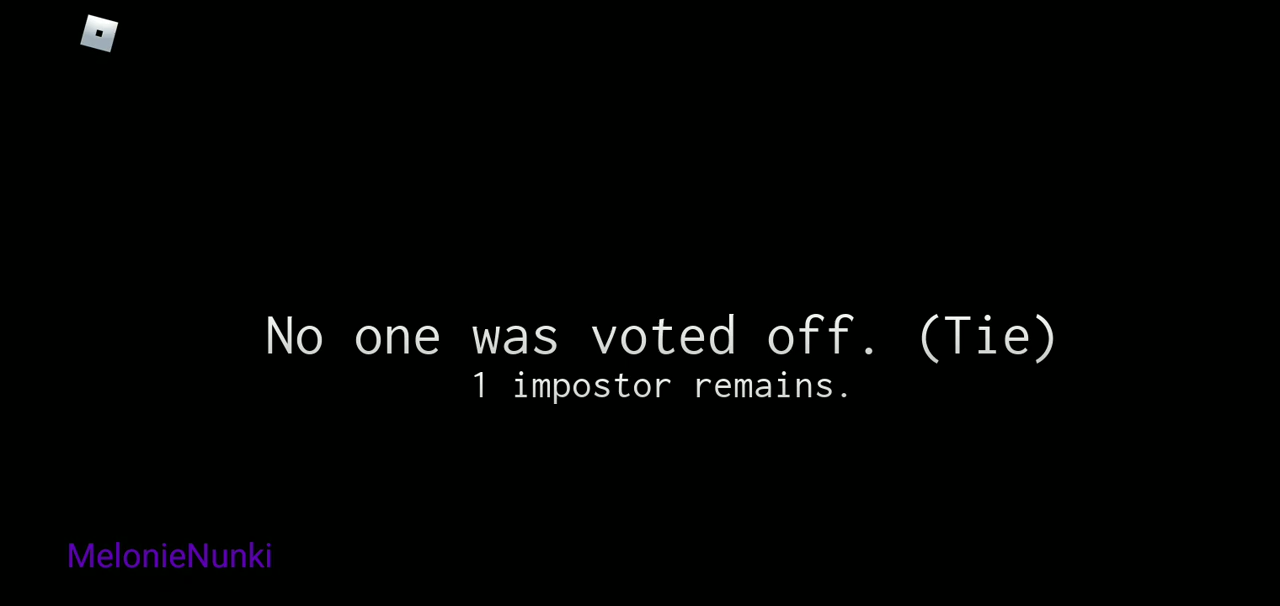 No one was voted off. (Tie)
1 impostor remains.
MelonieNunki